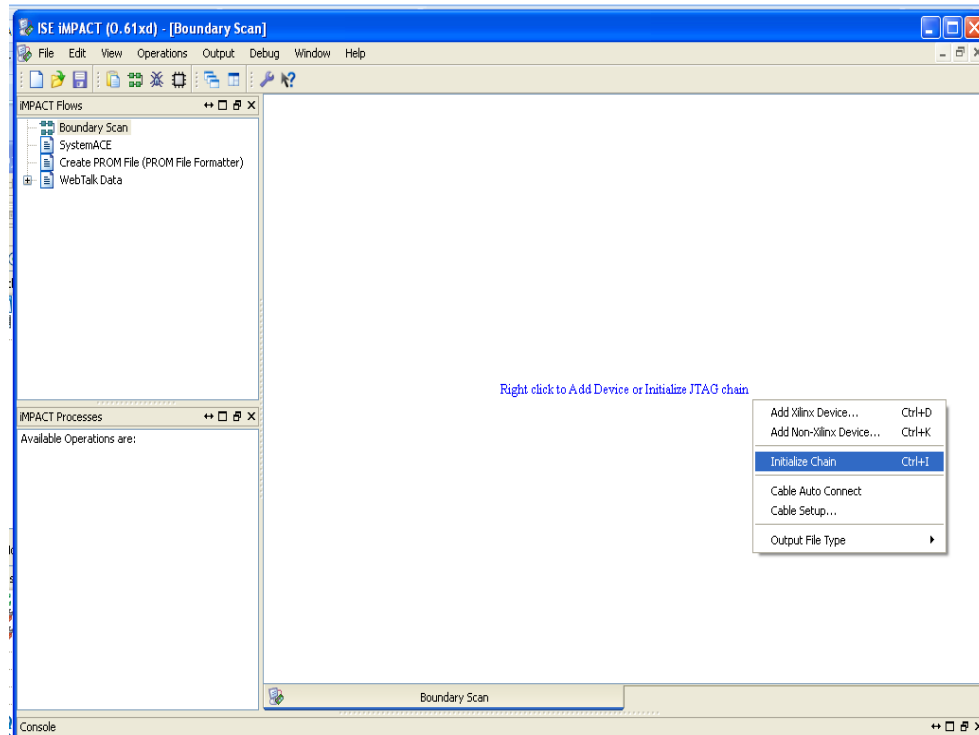 ISE iMPACT (O.61xd) - [Boundary Scan]
File Edit View Operations Output Debug Window Help
iMPACT Flows
Boundary Scan
SystemACE
Create PROM File (PROM File Formatter)
WebTalk Data
Right click to Add Device or Initialize JTAG chain
Add Xilinx Device... Ctrl+D
Add Non-Xilinx Device... Ctrl+K
Initialize Chain Ctrl+I
Cable Auto Connect
Cable Setup...
Output File Type
iMPACT Processes
Available Operations are:
Boundary Scan
Console